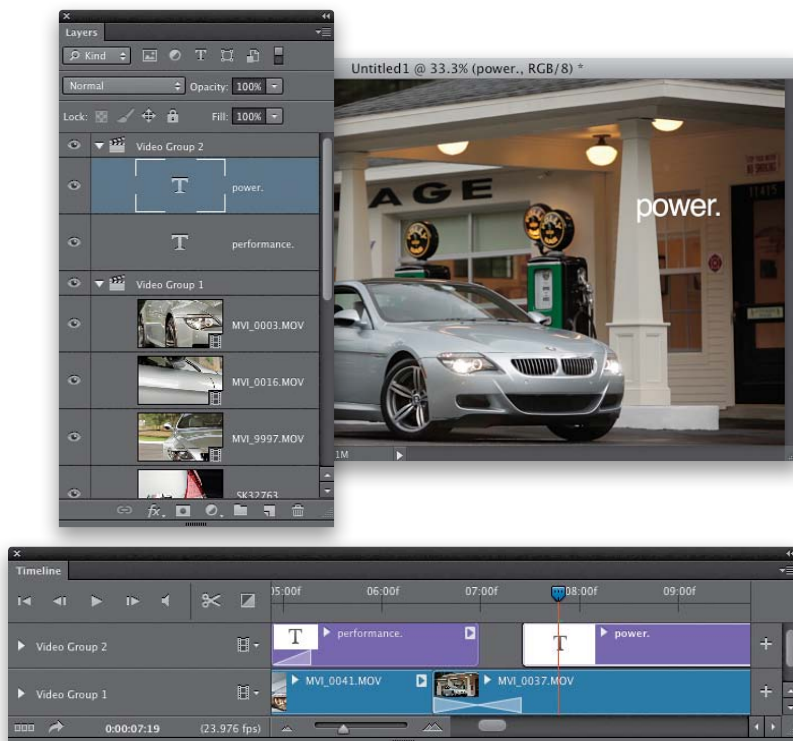 Layers
Kind
T
Normal
Opacity: 100%
Lock:
Fill: 100%
Video Group 2
T
power.
T
performance.
Video Group 1
MVI_0003.MOV
MVI_0016.MOV
MVI_9997.MOV
SK32763
fx.
Untitled1 @ 33.3% (power., RGB/8) *
AGE
11415
power.
1M
Timeline
05:00f
06:00f
07:00f
08:00f
09:00f
Video Group 2
T
performance.
T
power.
Video Group 1
MVI_0041.MOV
MVI_0037.MOV
0:00:07:19
(23.976 fps)